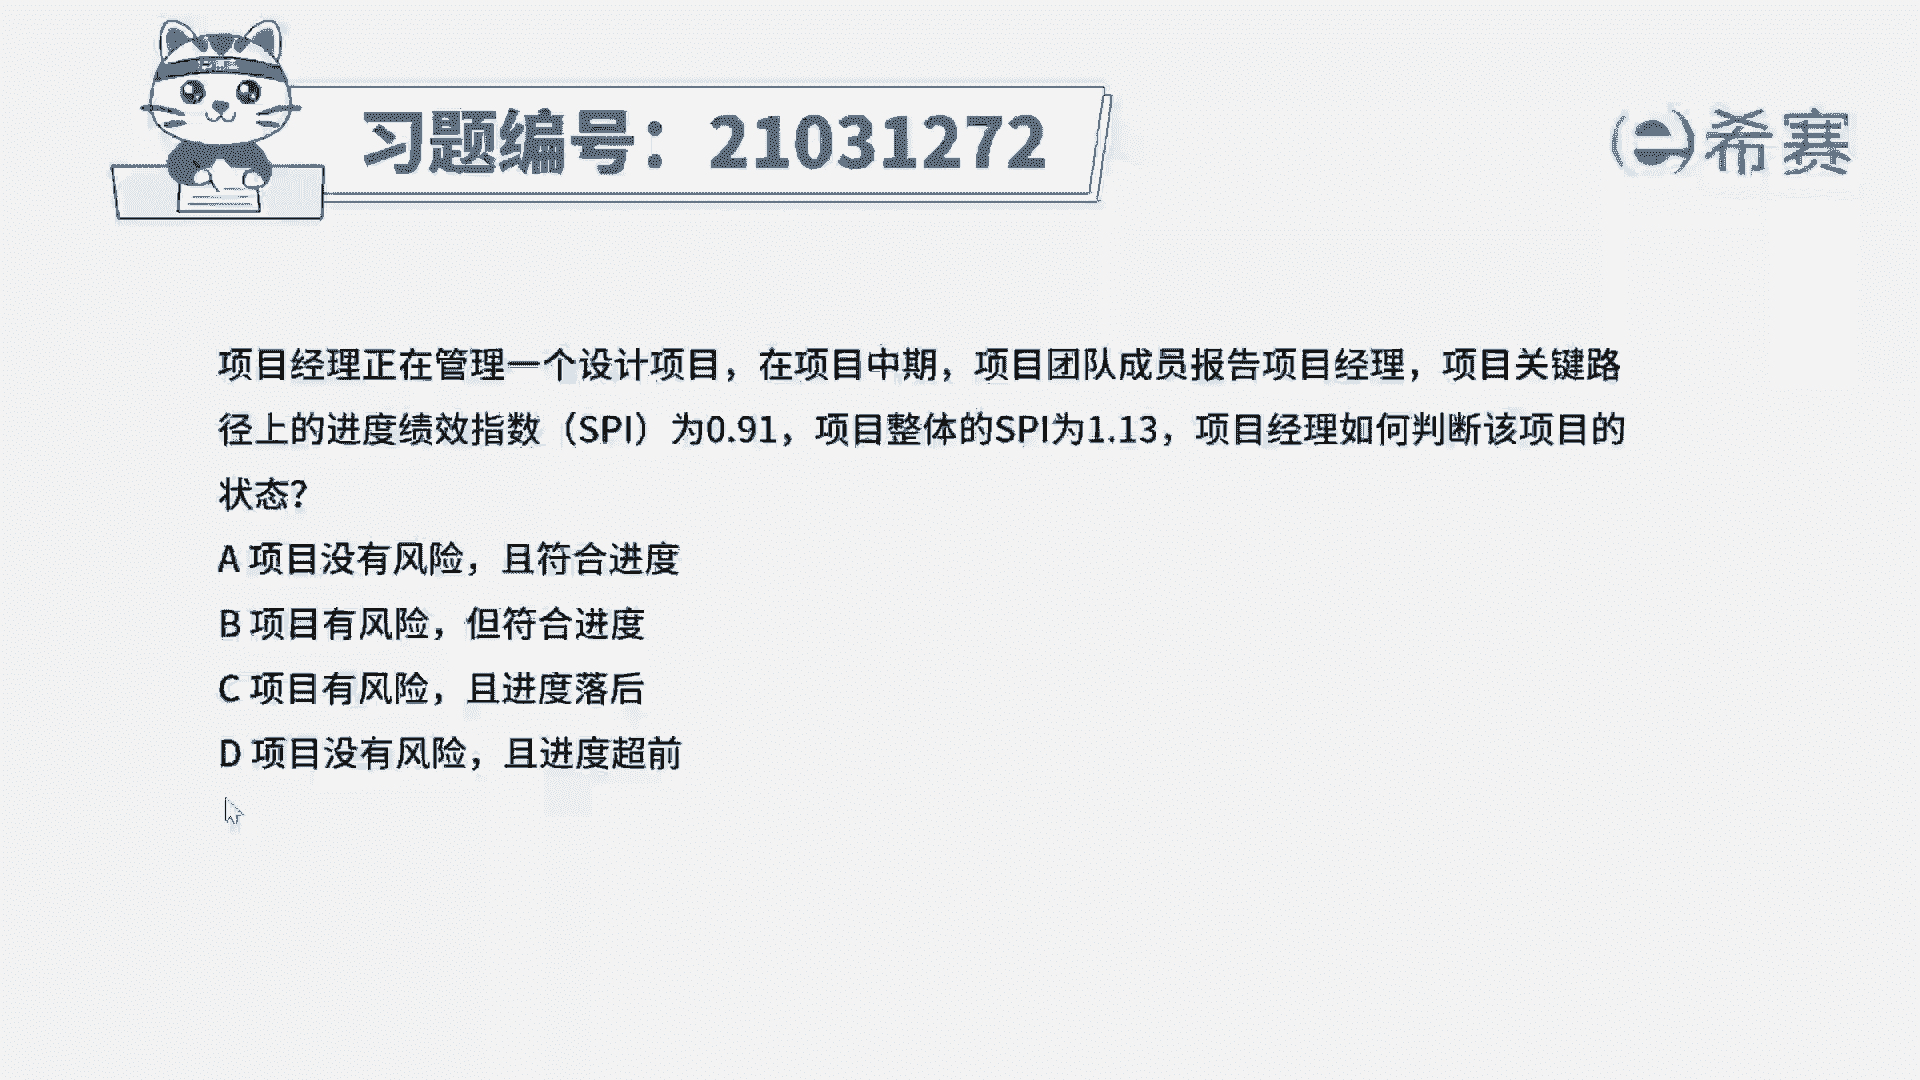 习题编号：21031272
希赛
项目经理正在管理一个设计项目，在项目中期，项目团队成员报告项目经理，项目关键路
径上的进度绩效指数（SPI）为0.91，项目整体的SPI为1.13，项目经理如何判断该项目的
状态？
A 项目没有风险，且符合进度
B 项目有风险，但符合进度
C 项目有风险，且进度落后
D 项目没有风险，且进度超前